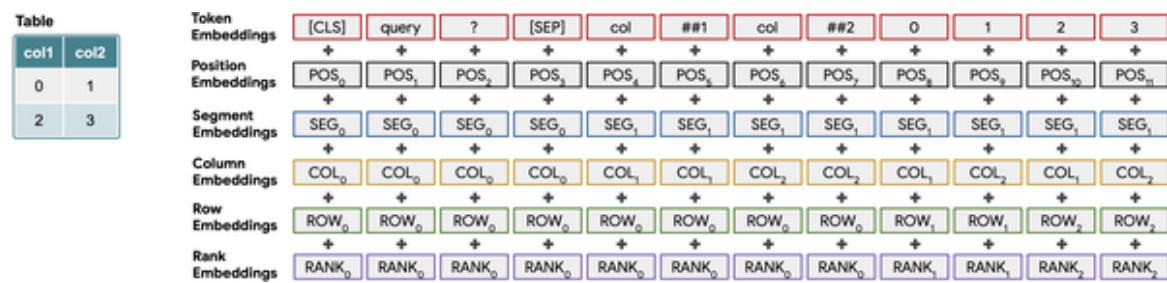 Table
col1 col2
0 1
2 3
Token
Embeddings
[CLS] query ? [SEP] col ##1 col ##2 0 1 2 3
+ + + + + + + + + + + +
Position
Embeddings
POS₀ POS₁ POS₂ POS₃ POS₄ POS₅ POS₆ POS₇ POS₈ POS₉ POS₁₀ POS₁₁
+ + + + + + + + + + + +
Segment
Embeddings
SEG₀ SEG₀ SEG₀ SEG₀ SEG₁ SEG₁ SEG₁ SEG₁ SEG₁ SEG₁ SEG₁ SEG₁
+ + + + + + + + + + + +
Column
Embeddings
COL₀ COL₀ COL₀ COL₀ COL₁ COL₁ COL₂ COL₂ COL₁ COL₂ COL₁ COL₂
+ + + + + + + + + + + +
Row
Embeddings
ROW₀ ROW₀ ROW₀ ROW₀ ROW₀ ROW₀ ROW₀ ROW₀ ROW₁ ROW₁ ROW₂ ROW₂
+ + + + + + + + + + + +
Rank
Embeddings
RANK₀ RANK₀ RANK₀ RANK₀ RANK₀ RANK₀ RANK₀ RANK₀ RANK₁ RANK₁ RANK₂ RANK₂